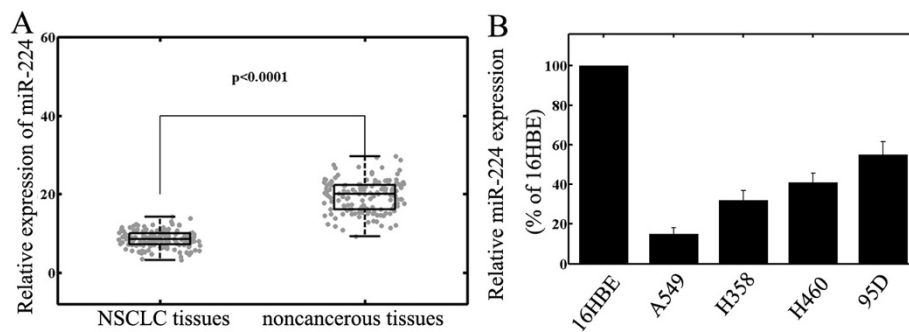 A
Relative expression of miR-224
60
40
20
0
p<0.0001
NSCLC tissues
noncancerous tissues
B
Relative miR-224 expression
(% of 16HBE)
100
80
60
40
20
0
16HBE
A549
H358
H460
95D